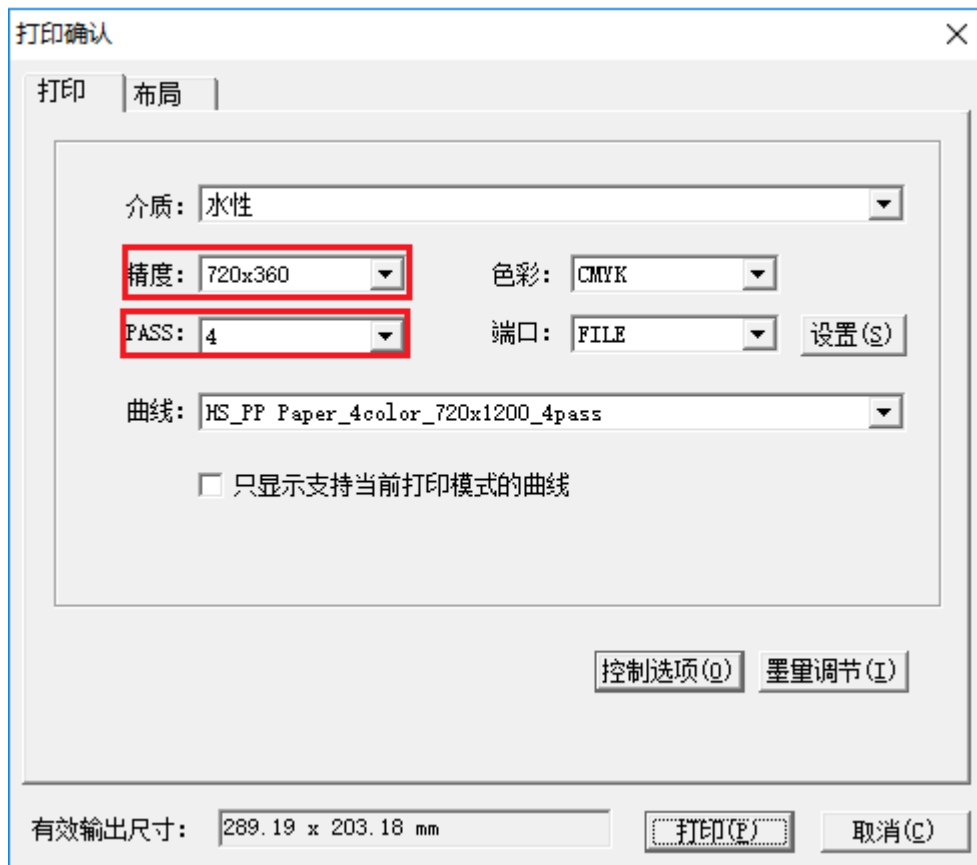 打印确认
打印 布局
介质: 水性
精度: 720x360 色彩: CMYK
PASS: 4 端口: FILE 设置(S)
曲线: HS_PP Paper_4color_720x1200_4pass
只显示支持当前打印模式的曲线
控制选项(O) 墨里调节(I)
有效输出尺寸: 289.19 x 203.18 mm 打印(P) 取消(C)